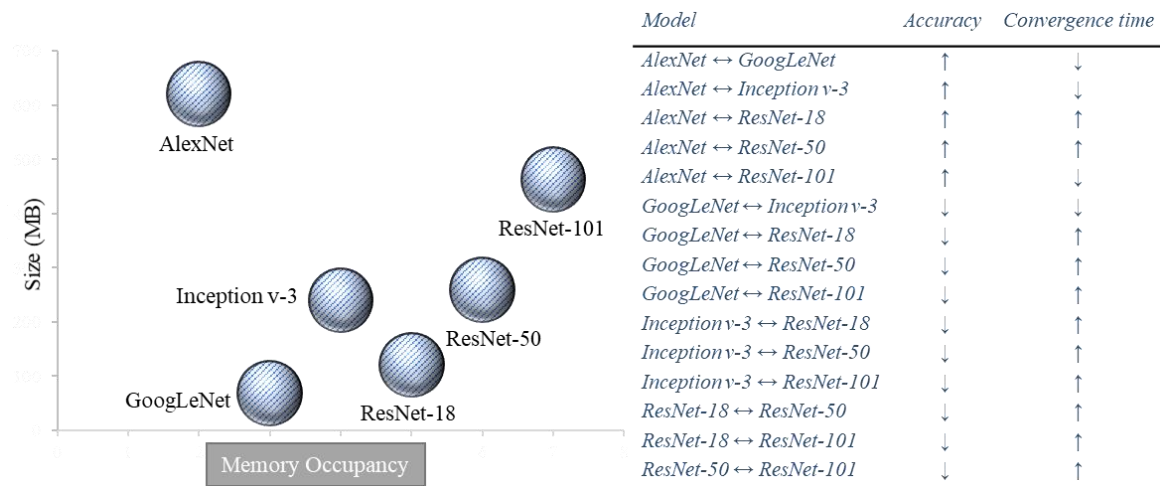 Size (MB)
AlexNet
ResNet-101
Inception v-3
ResNet-50
GoogLeNet
ResNet-18
Memory Occupancy
Model Accuracy Convergence time
AlexNet ↔ GoogLeNet ↑ ↓
AlexNet ↔ Inception v-3 ↑ ↓
AlexNet ↔ ResNet-18 ↑ ↑
AlexNet ↔ ResNet-50 ↑ ↑
AlexNet ↔ ResNet-101 ↑ ↓
GoogLeNet ↔ Inception v-3 ↓ ↓
GoogLeNet ↔ ResNet-18 ↓ ↑
GoogLeNet ↔ ResNet-50 ↓ ↑
GoogLeNet ↔ ResNet-101 ↓ ↑
Inception v-3 ↔ ResNet-18 ↓ ↑
Inception v-3 ↔ ResNet-50 ↓ ↑
Inception v-3 ↔ ResNet-101 ↓ ↑
ResNet-18 ↔ ResNet-50 ↓ ↑
ResNet-18 ↔ ResNet-101 ↓ ↑
ResNet-50 ↔ ResNet-101 ↓ ↑